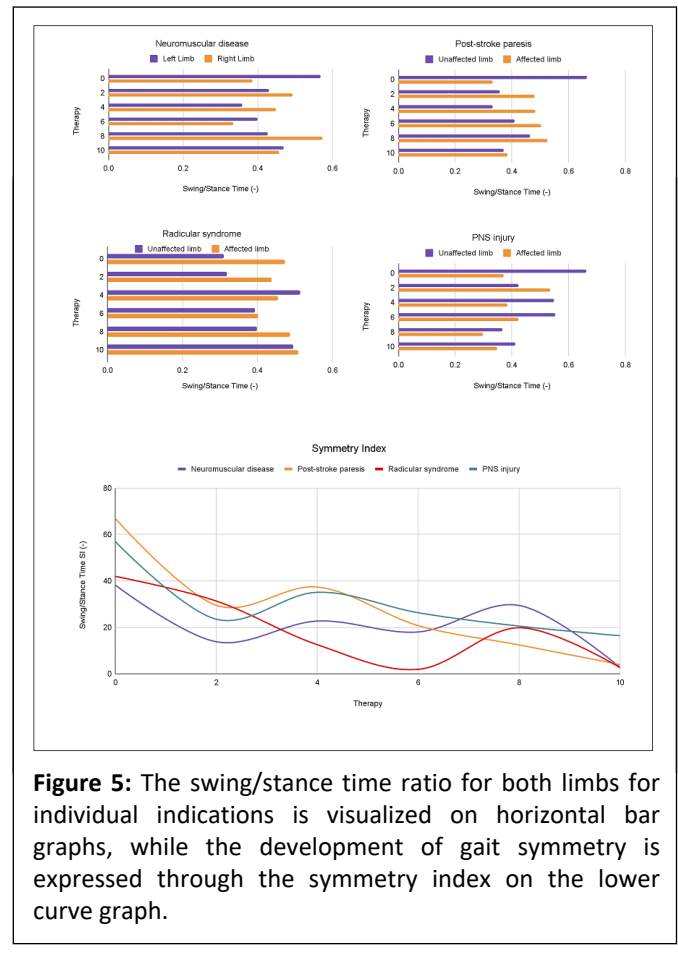 Neuromuscular disease
Left Limb Right Limb
Therapy
0
2
4
6
8
10
0.0 0.2 0.4 0.6
Swing/Stance Time (-)
Post-stroke paresis
Unaffected limb Affected limb
Therapy
0
2
4
6
8
10
0.0 0.2 0.4 0.6 0.8
Swing/Stance Time (-)
Radicular syndrome
Unaffected limb Affected limb
Therapy
0
2
4
6
8
10
0.0 0.2 0.4 0.6
Swing/Stance Time (-)
PNS injury
Unaffected limb Affected limb
Therapy
0
2
4
6
8
10
0.0 0.2 0.4 0.6 0.8
Swing/Stance Time (-)
Symmetry Index
Neuromuscular disease Post-stroke paresis Radicular syndrome PNS injury
Swing/Stance Time SI (-)
80
60
40
20
0
0 2 4 6 8 10
Therapy
Figure 5: The swing/stance time ratio for both limbs for
individual indications is visualized on horizontal bar
graphs, while the development of gait symmetry is
expressed through the symmetry index on the lower
curve graph.